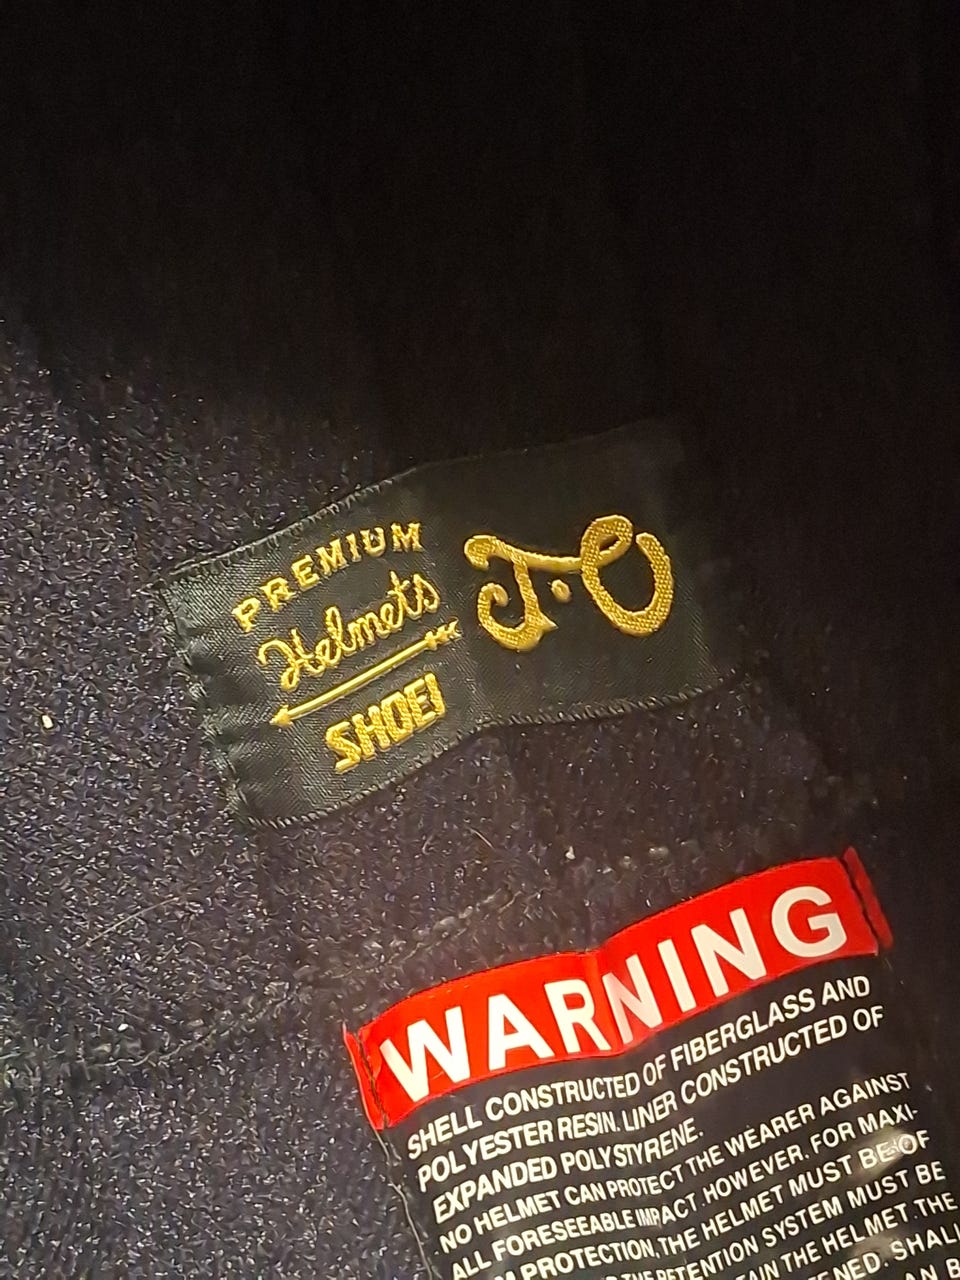 PREMIUM
Helmets
SHOEI
J·O
WARNING
SHELL CONSTRUCTED OF FIBERGLASS AND
POLYESTER RESIN. LINER CONSTRUCTED OF
EXPANDED POLYSTYRENE.
NO HELMET CAN PROTECT THE WEARER AGAINST
ALL FORESEEABLE IMPACT HOWEVER. FOR MAXI-
PROTECTION, THE HELMET MUST BE OF
THE RETENTION SYSTEM MUST BE
THE HELMET THE